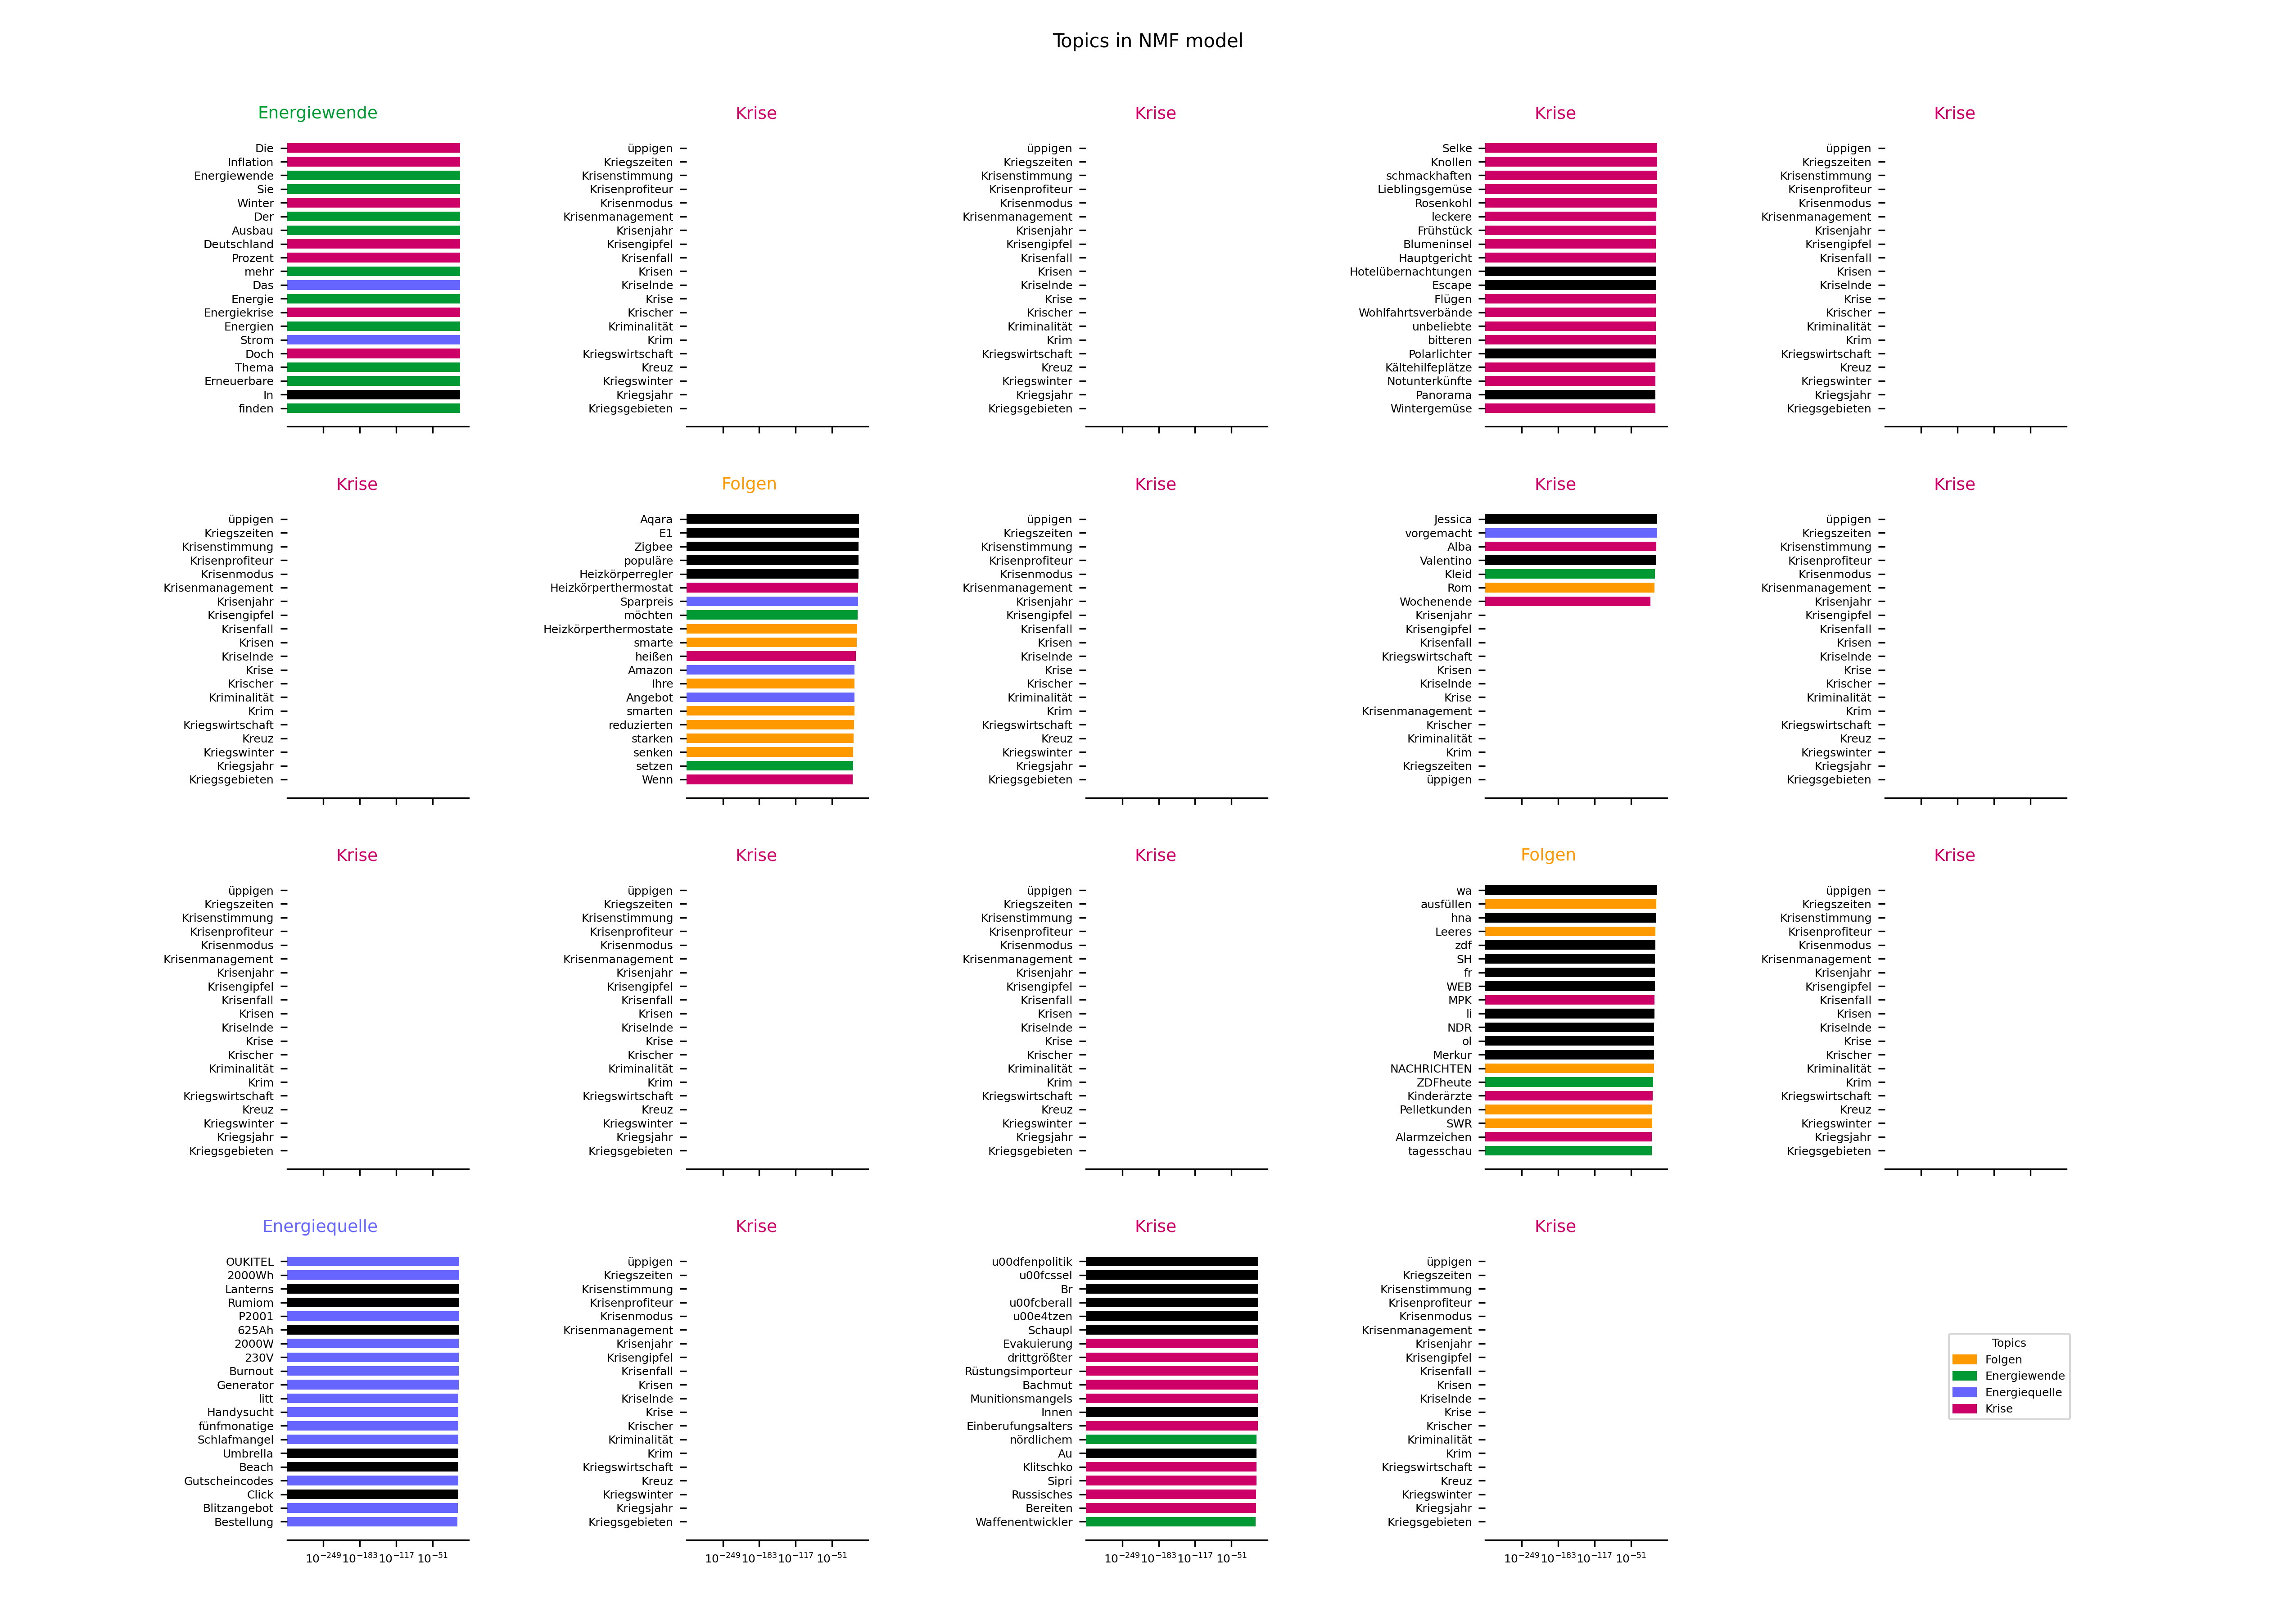 Topics in NMF model
Energiewende
Die
Inflation
Energiewende
Sie
Winter
Der
Ausbau
Deutschland
Prozent
mehr
Das
Energie
Energiekrise
Energien
Strom
Doch
Thema
Erneuerbare
In
finden
Krise
üppigen
Kriegszeiten
Krisenstimmung
Krisenprofiteur
Krisenmodus
Krisenmanagement
Krisenjahr
Krisengipfel
Krisenfall
Krisen
Kriselnde
Krise
Krischer
Kriminalität
Krim
Kriegswirtschaft
Kreuz
Kriegswinter
Kriegsjahr
Kriegsgebieten
Krise
üppigen
Kriegszeiten
Krisenstimmung
Krisenprofiteur
Krisenmodus
Krisenmanagement
Krisenjahr
Krisengipfel
Krisenfall
Krisen
Kriselnde
Krise
Krischer
Kriminalität
Krim
Kriegswirtschaft
Kreuz
Kriegswinter
Kriegsjahr
Kriegsgebieten
Krise
Selke
Knollen
schmackhaften
Lieblingsgemüse
Rosenkohl
leckere
Frühstück
Blumeninsel
Hauptgericht
Hotelübernachtungen
Escape
Flügen
Wohlfahrtsverbände
unbeliebte
bitteren
Polarlichter
Kältehilfeplätze
Notunterkünfte
Panorama
Wintergemüse
Krise
üppigen
Kriegszeiten
Krisenstimmung
Krisenprofiteur
Krisenmodus
Krisenmanagement
Krisenjahr
Krisengipfel
Krisenfall
Krisen
Kriselnde
Krise
Krischer
Kriminalität
Krim
Kriegswirtschaft
Kreuz
Kriegswinter
Kriegsjahr
Kriegsgebieten
Krise
üppigen
Kriegszeiten
Krisenstimmung
Krisenprofiteur
Krisenmodus
Krisenmanagement
Krisenjahr
Krisengipfel
Krisenfall
Krisen
Kriselnde
Krise
Krischer
Kriminalität
Krim
Kriegswirtschaft
Kreuz
Kriegswinter
Kriegsjahr
Kriegsgebieten
Folgen
Aqara
E1
Zigbee
populäre
Heizkörperregler
Heizkörperthermostat
Sparpreis
möchten
Heizkörperthermostate
smarte
heißen
Amazon
Ihre
Angebot
smarten
reduzierten
starken
senken
setzen
Wenn
Krise
üppigen
Kriegszeiten
Krisenstimmung
Krisenprofiteur
Krisenmodus
Krisenmanagement
Krisenjahr
Krisengipfel
Krisenfall
Krisen
Kriselnde
Krise
Krischer
Kriminalität
Krim
Kriegswirtschaft
Kreuz
Kriegswinter
Kriegsjahr
Kriegsgebieten
Krise
Jessica
vorgemacht
Alba
Valentino
Kleid
Rom
Wochenende
Krisenjahr
Krisengipfel
Krisenfall
Kriegswirtschaft
Krisen
Kriselnde
Krise
Krisenmanagement
Krischer
Kriminalität
Krim
Kriegszeiten
üppigen
Krise
üppigen
Kriegszeiten
Krisenstimmung
Krisenprofiteur
Krisenmodus
Krisenmanagement
Krisenjahr
Krisengipfel
Krisenfall
Krisen
Kriselnde
Krise
Krischer
Kriminalität
Krim
Kriegswirtschaft
Kreuz
Kriegswinter
Kriegsjahr
Kriegsgebieten
Krise
üppigen
Kriegszeiten
Krisenstimmung
Krisenprofiteur
Krisenmodus
Krisenmanagement
Krisenjahr
Krisengipfel
Krisenfall
Krisen
Kriselnde
Krise
Krischer
Kriminalität
Krim
Kriegswirtschaft
Kreuz
Kriegswinter
Kriegsjahr
Kriegsgebieten
Krise
üppigen
Kriegszeiten
Krisenstimmung
Krisenprofiteur
Krisenmodus
Krisenmanagement
Krisenjahr
Krisengipfel
Krisenfall
Krisen
Kriselnde
Krise
Krischer
Kriminalität
Krim
Kriegswirtschaft
Kreuz
Kriegswinter
Kriegsjahr
Kriegsgebieten
Krise
üppigen
Kriegszeiten
Krisenstimmung
Krisenprofiteur
Krisenmodus
Krisenmanagement
Krisenjahr
Krisengipfel
Krisenfall
Krisen
Kriselnde
Krise
Krischer
Kriminalität
Krim
Kriegswirtschaft
Kreuz
Kriegswinter
Kriegsjahr
Kriegsgebieten
Folgen
wa
ausfüllen
hna
Leeres
zdf
SH
fr
WEB
MPK
li
NDR
ol
Merkur
NACHRICHTEN
ZDFheute
Kinderärzte
Pelletkunden
SWR
Alarmzeichen
tagesschau
Krise
üppigen
Kriegszeiten
Krisenstimmung
Krisenprofiteur
Krisenmodus
Krisenmanagement
Krisenjahr
Krisengipfel
Krisenfall
Krisen
Kriselnde
Krise
Krischer
Kriminalität
Krim
Kriegswirtschaft
Kreuz
Kriegswinter
Kriegsjahr
Kriegsgebieten
Energiequelle
OUKITEL
2000Wh
Lanterns
Rumiom
P2001
625Ah
2000W
230V
Burnout
Generator
litt
Handysucht
fünfmonatige
Schlafmangel
Umbrella
Beach
Gutscheincodes
Click
Blitzangebot
Bestellung
10⁻²⁴⁹ 10⁻¹⁸³ 10⁻¹¹⁷ 10⁻⁵¹
Krise
üppigen
Kriegszeiten
Krisenstimmung
Krisenprofiteur
Krisenmodus
Krisenmanagement
Krisenjahr
Krisengipfel
Krisenfall
Krisen
Kriselnde
Krise
Krischer
Kriminalität
Krim
Kriegswirtschaft
Kreuz
Kriegswinter
Kriegsjahr
Kriegsgebieten
10⁻²⁴⁹ 10⁻¹⁸³ 10⁻¹¹⁷ 10⁻⁵¹
Krise
u00dfenpolitik
u00fcssel
Br
u00fcberall
u00e4tzen
Schaupl
Evakuierung
drittgrößter
Rüstungsimporteur
Bachmut
Munitionsmangels
Innen
Einberufungsalters
nördlichem
Au
Klitschko
Sipri
Russisches
Bereiten
Waffenentwickler
10⁻²⁴⁹ 10⁻¹⁸³ 10⁻¹¹⁷ 10⁻⁵¹
Krise
üppigen
Kriegszeiten
Krisenstimmung
Krisenprofiteur
Krisenmodus
Krisenmanagement
Krisenjahr
Krisengipfel
Krisenfall
Krisen
Kriselnde
Krise
Krischer
Kriminalität
Krim
Kriegswirtschaft
Kreuz
Kriegswinter
Kriegsjahr
Kriegsgebieten
10⁻²⁴⁹ 10⁻¹⁸³ 10⁻¹¹⁷ 10⁻⁵¹
Topics
Folgen
Energiewende
Energiequelle
Krise